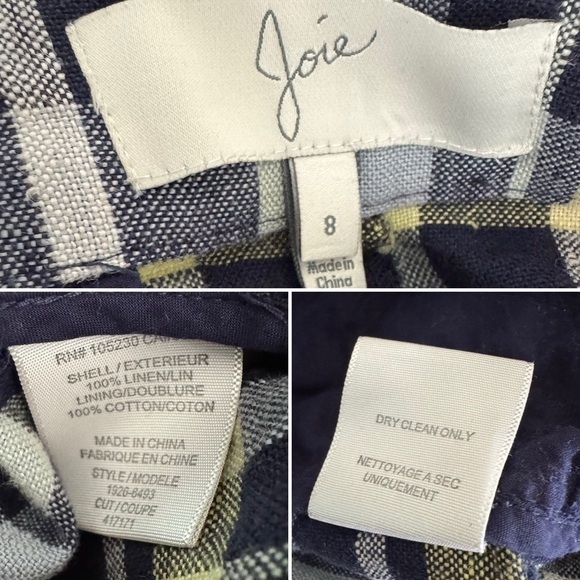 Joie
8
Made in
China
RN# 105230 CA
SHELL/EXTERIEUR
100% LINEN/LIN
LINING/DOUBLURE
100% COTTON/COTON
MADE IN CHINA
FABRIQUE EN CHINE
STYLE/MODELE
1926-6493
CUT/COUPE
417171
DRY CLEAN ONLY
NETTOYAGE A SEC
UNIQUEMENT